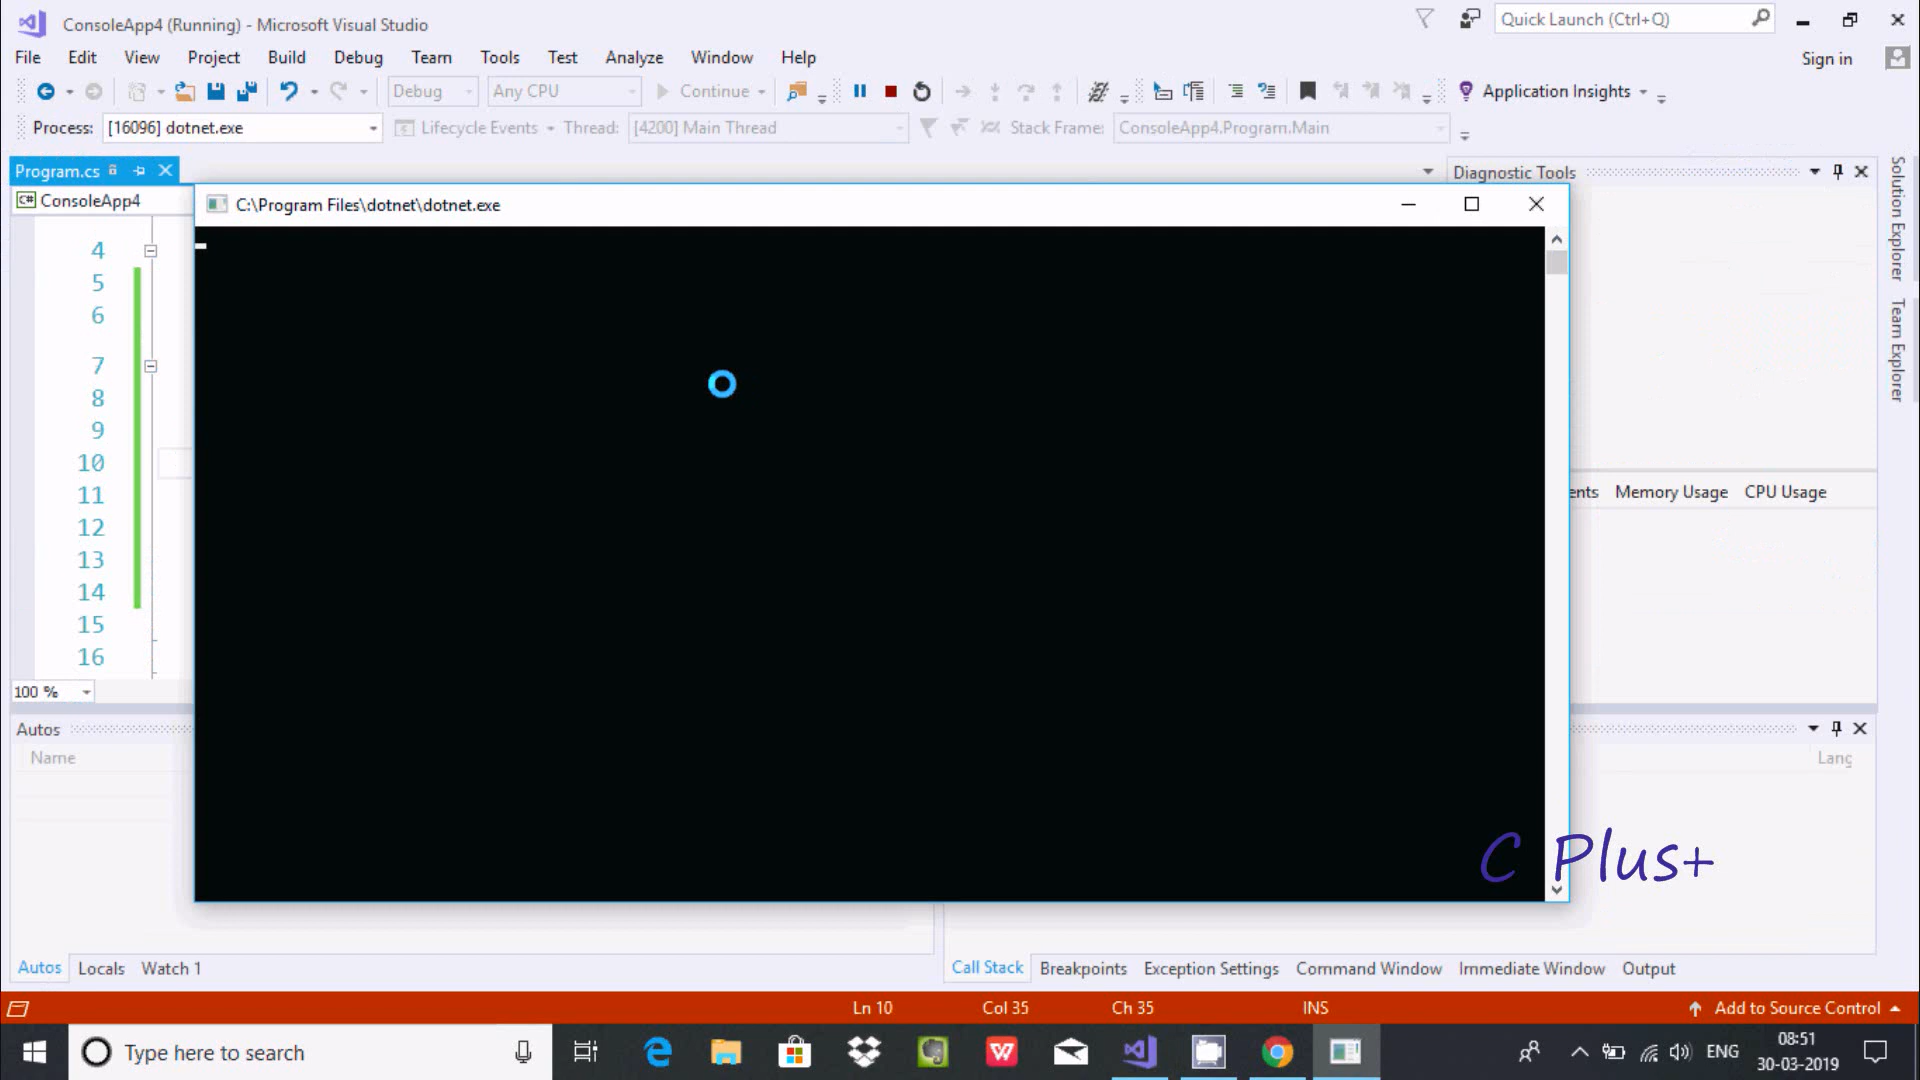 ConsoleApp4 (Running) - Microsoft Visual Studio
Quick Launch (Ctrl+Q)
File Edit View Project Build Debug Team Tools Test Analyze Window Help
Sign in
Debug Any CPU Continue Application Insights
Process: [16096] dotnet.exe Lifecycle Events Thread: [4200] Main Thread Stack Frame: ConsoleApp4.Program.Main
Program.cs
Diagnostic Tools
Solution Explorer
Team Explorer
C# ConsoleApp4
C:\Program Files\dotnet\dotnet.exe
4
5
6
7
8
9
10
11
12
13
14
15
16
ents Memory Usage CPU Usage
100 %
Autos
Name
Lang
C Plus+
Autos Locals Watch 1
Call Stack Breakpoints Exception Settings Command Window Immediate Window Output
Ln 10 Col 35 Ch 35 INS Add to Source Control
Type here to search
ENG
08:51
30-03-2019